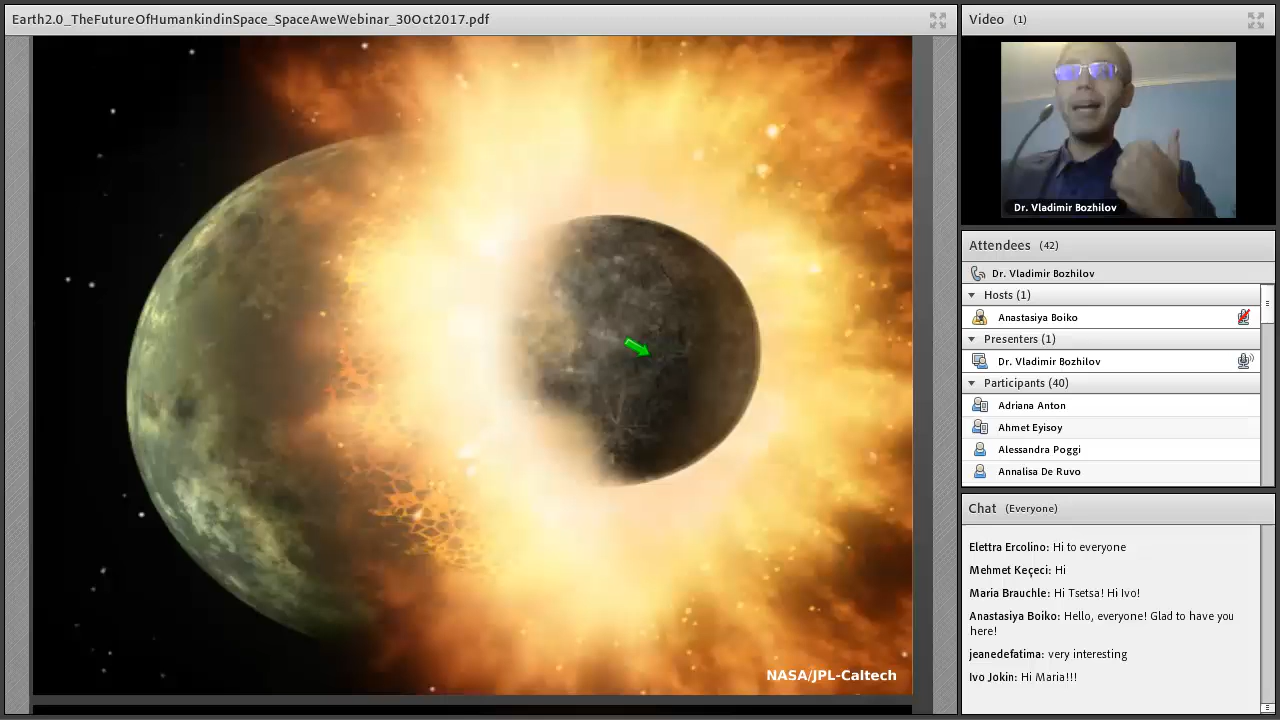 Earth2.0_TheFutureOfHumankindinSpace_SpaceAweWebinar_30Oct2017.pdf
NASA/JPL-Caltech
Video (1)
Dr. Vladimir Bozhilov
Attendees (42)
Dr. Vladimir Bozhilov
Hosts (1)
Anastasiya Boiko
Presenters (1)
Dr. Vladimir Bozhilov
Participants (40)
Adriana Anton
Ahmet Eyisoy
Alessandra Poggi
Annalisa De Ruvo
Chat (Everyone)
Elettra Ercolino: Hi to everyone
Mehmet Keçeci: Hi
Maria Brauchle: Hi Tsetsa! Hi Ivo!
Anastasiya Boiko: Hello, everyone! Glad to have you
here!
jeanedefatima: very interesting
Ivo Jokin: Hi Maria!!!